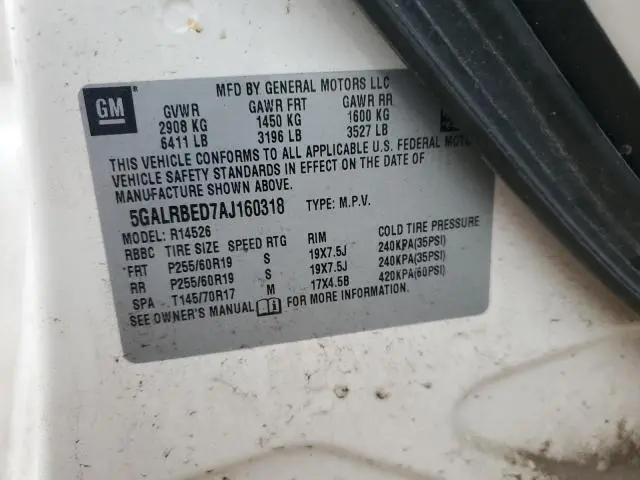 MFD BY GENERAL MOTORS LLC
GM
GVWR GAWR FRT GAWR RR
2908 KG 1450 KG 1600 KG
6411 LB 3196 LB 3527 LB
THIS VEHICLE CONFORMS TO ALL APPLICABLE U.S. FEDERAL MOTO
VEHICLE SAFETY STANDARDS IN EFFECT ON THE DATE OF
MANUFACTURE SHOWN ABOVE.
5GALRBED7AJ160318 TYPE: M.P.V.
MODEL: R14526
RBBC TIRE SIZE SPEED RTG RIM COLD TIRE PRESSURE
FRT P255/60R19 S 19X7.5J 240KPA(35PSI)
RR P255/60R19 S 19X7.5J 240KPA(35PSI)
SPA T145/70R17 M 17X4.5B 420KPA(60PSI)
SEE OWNER'S MANUAL FOR MORE INFORMATION.